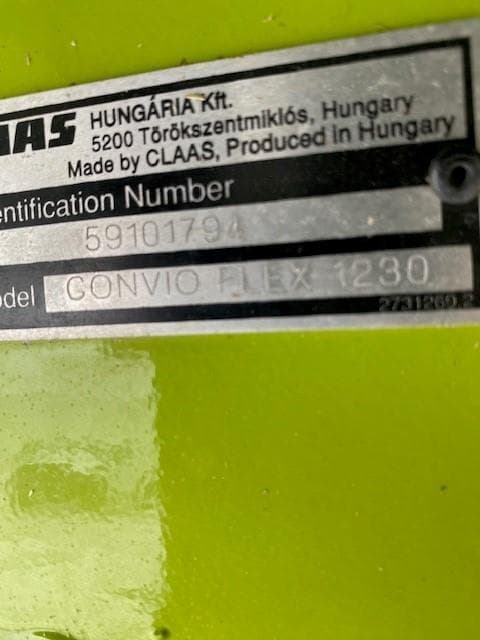 AAS HUNGÁRIA Kft.
5200 Törökszentmiklós, Hungary
Made by CLAAS, Produced in Hungary
entification Number
59101794
odel CONVIO FLEX 1230
2731269.2